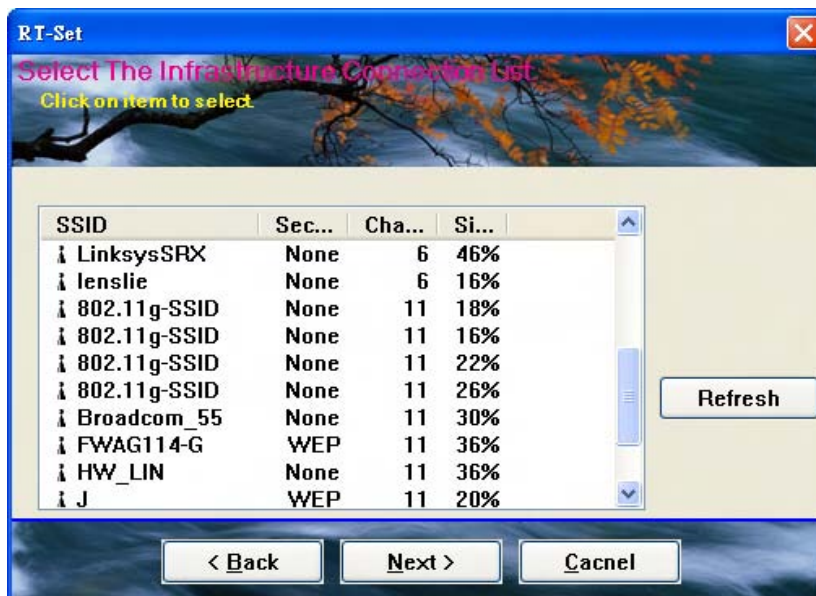 RT-Set
Select The Infrastructure Connection List.
Click on item to select.
SSID Sec... Cha... Si...
LinksysSRX None 6 46%
lenslie None 6 16%
802.11g-SSID None 11 18%
802.11g-SSID None 11 16%
802.11g-SSID None 11 22%
802.11g-SSID None 11 26%
Broadcom_55 None 11 30%
FWAG114-G WEP 11 36%
HW_LIN None 11 36%
J WEP 11 20%
Refresh
< Back Next > Cacnel